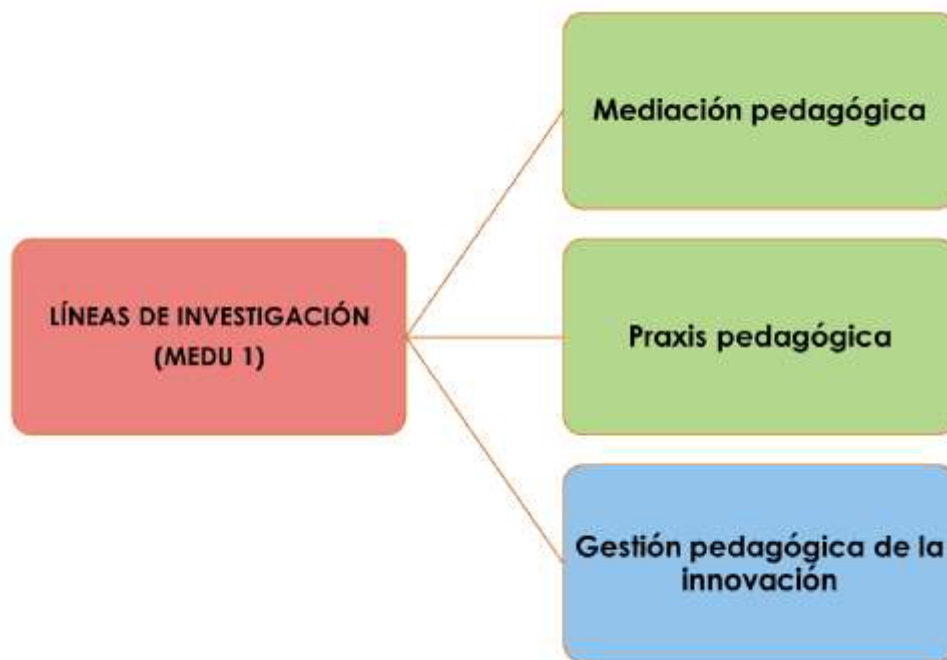 Mediación pedagógica
LÍNEAS DE INVESTIGACIÓN
(MEDU 1)
Praxis pedagógica
Gestión pedagógica de la
innovación